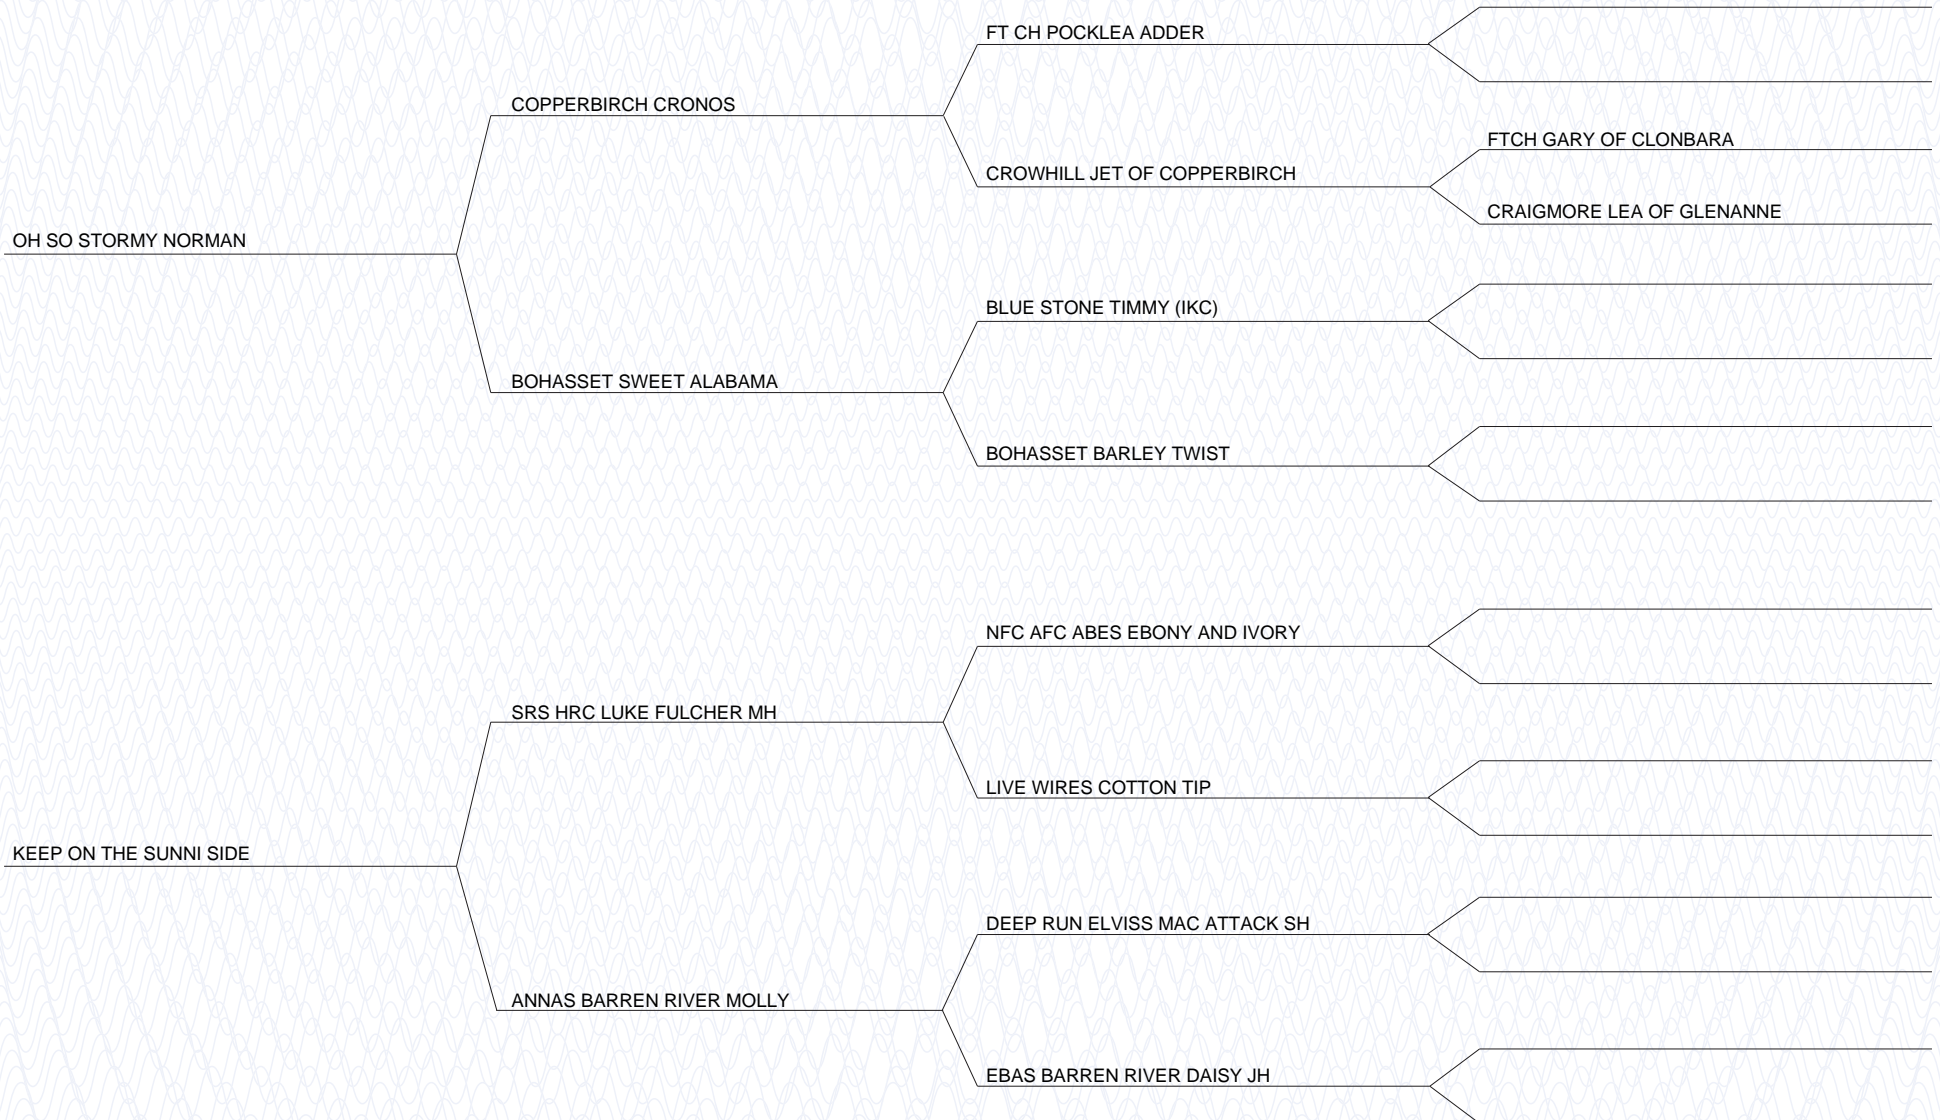 FT CH POCKLEA ADDER
COPPERBIRCH CRONOS
FTCH GARY OF CLONBARA
CROWHILL JET OF COPPERBIRCH
CRAIGMORE LEA OF GLENANNE
OH SO STORMY NORMAN
BLUE STONE TIMMY (IKC)
BOHASSET SWEET ALABAMA
BOHASSET BARLEY TWIST
NFC AFC ABES EBONY AND IVORY
SRS HRC LUKE FULCHER MH
LIVE WIRES COTTON TIP
KEEP ON THE SUNNI SIDE
DEEP RUN ELVISS MAC ATTACK SH
ANNAS BARREN RIVER MOLLY
EBAS BARREN RIVER DAISY JH